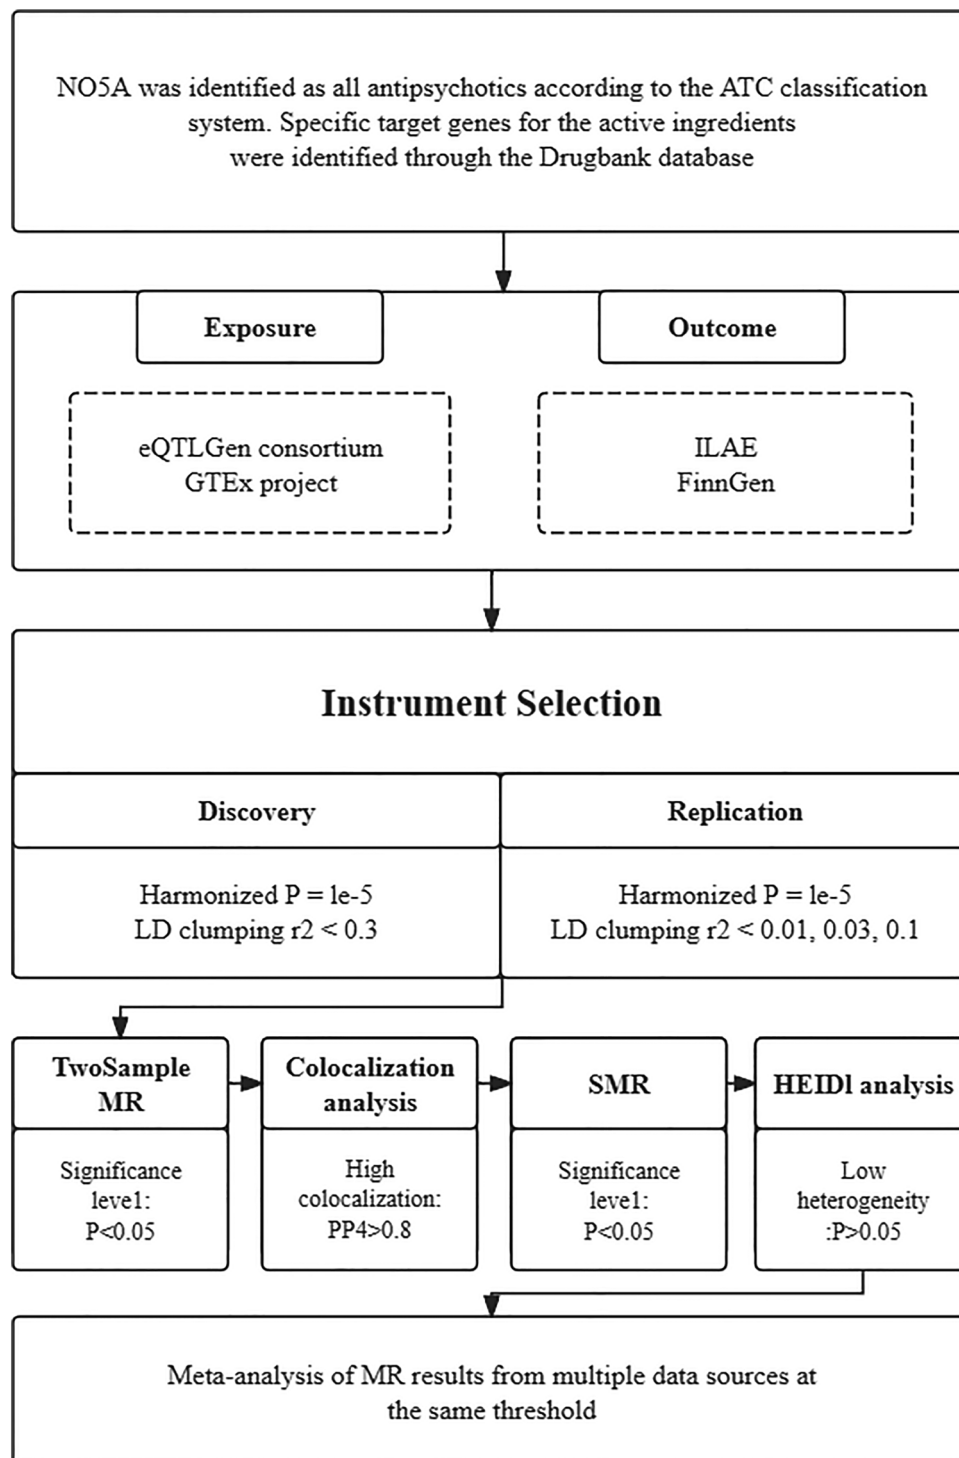 NO5A was identified as all antipsychotics according to the ATC classification
system. Specific target genes for the active ingredients
were identified through the Drugbank database
Exposure
Outcome
eQTLGen consortium
GTEx project
ILAE
FinnGen
Instrument Selection
Discovery
Replication
Harmonized P = le-5
LD clumping r2 < 0.3
Harmonized P = le-5
LD clumping r2 < 0.01, 0.03, 0.1
TwoSample
MR
Significance
level1:
P<0.05
Colocalization
analysis
High
colocalization:
PP4>0.8
SMR
Significance
level1:
P<0.05
HEIDl analysis
Low
heterogeneity
:P>0.05
Meta-analysis of MR results from multiple data sources at
the same threshold